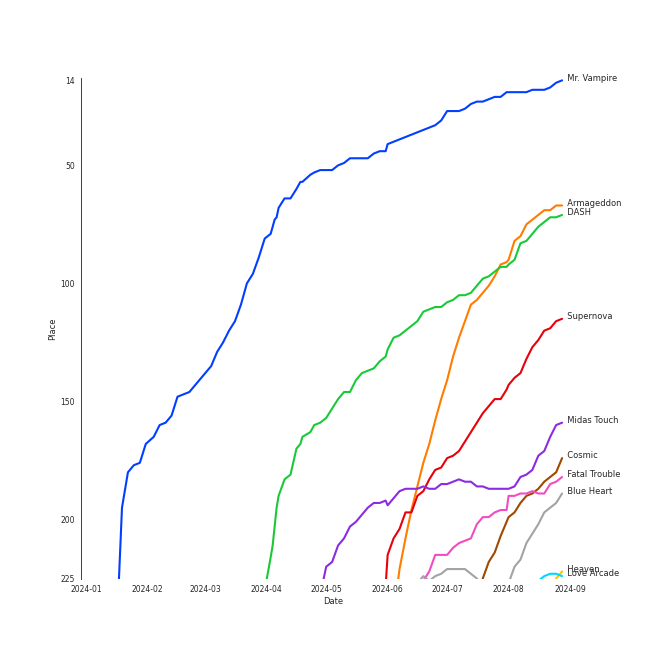 14
Mr. Vampire
50
Armageddon
DASH
100
Supernova
Place
150
Midas Touch
Cosmic
Fatal Trouble
Blue Heart
200
Heaven
Love Arcade
225
2024-01
2024-02
2024-03
2024-04
2024-05
2024-06
2024-07
2024-08
2024-09
Date